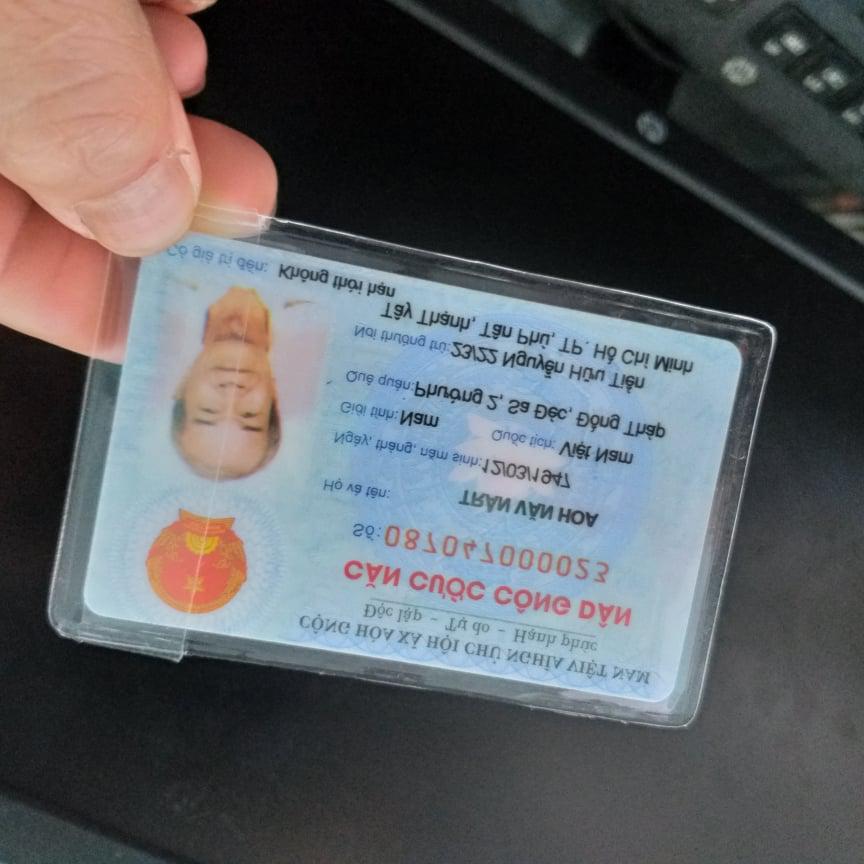 CỘNG HÒA XÃ HỘI CHỦ NGHĨA VIỆT NAM
Độc lập - Tự do - Hạnh phúc
CĂN CƯỚC CÔNG DÂN
Số: 087047000023
Họ và tên: TRẦN VĂN HOA
Ngày, tháng, năm sinh: 12/03/1947
Giới tính: Nam Quốc tịch: Việt Nam
Quê quán: Phường 2, Sa Đéc, Đồng Tháp
Nơi thường trú: 23/22 Nguyễn Hữu Tiến
Tây Thạnh, Tân Phú, TP. Hồ Chí Minh
Có giá trị đến: Không thời hạn